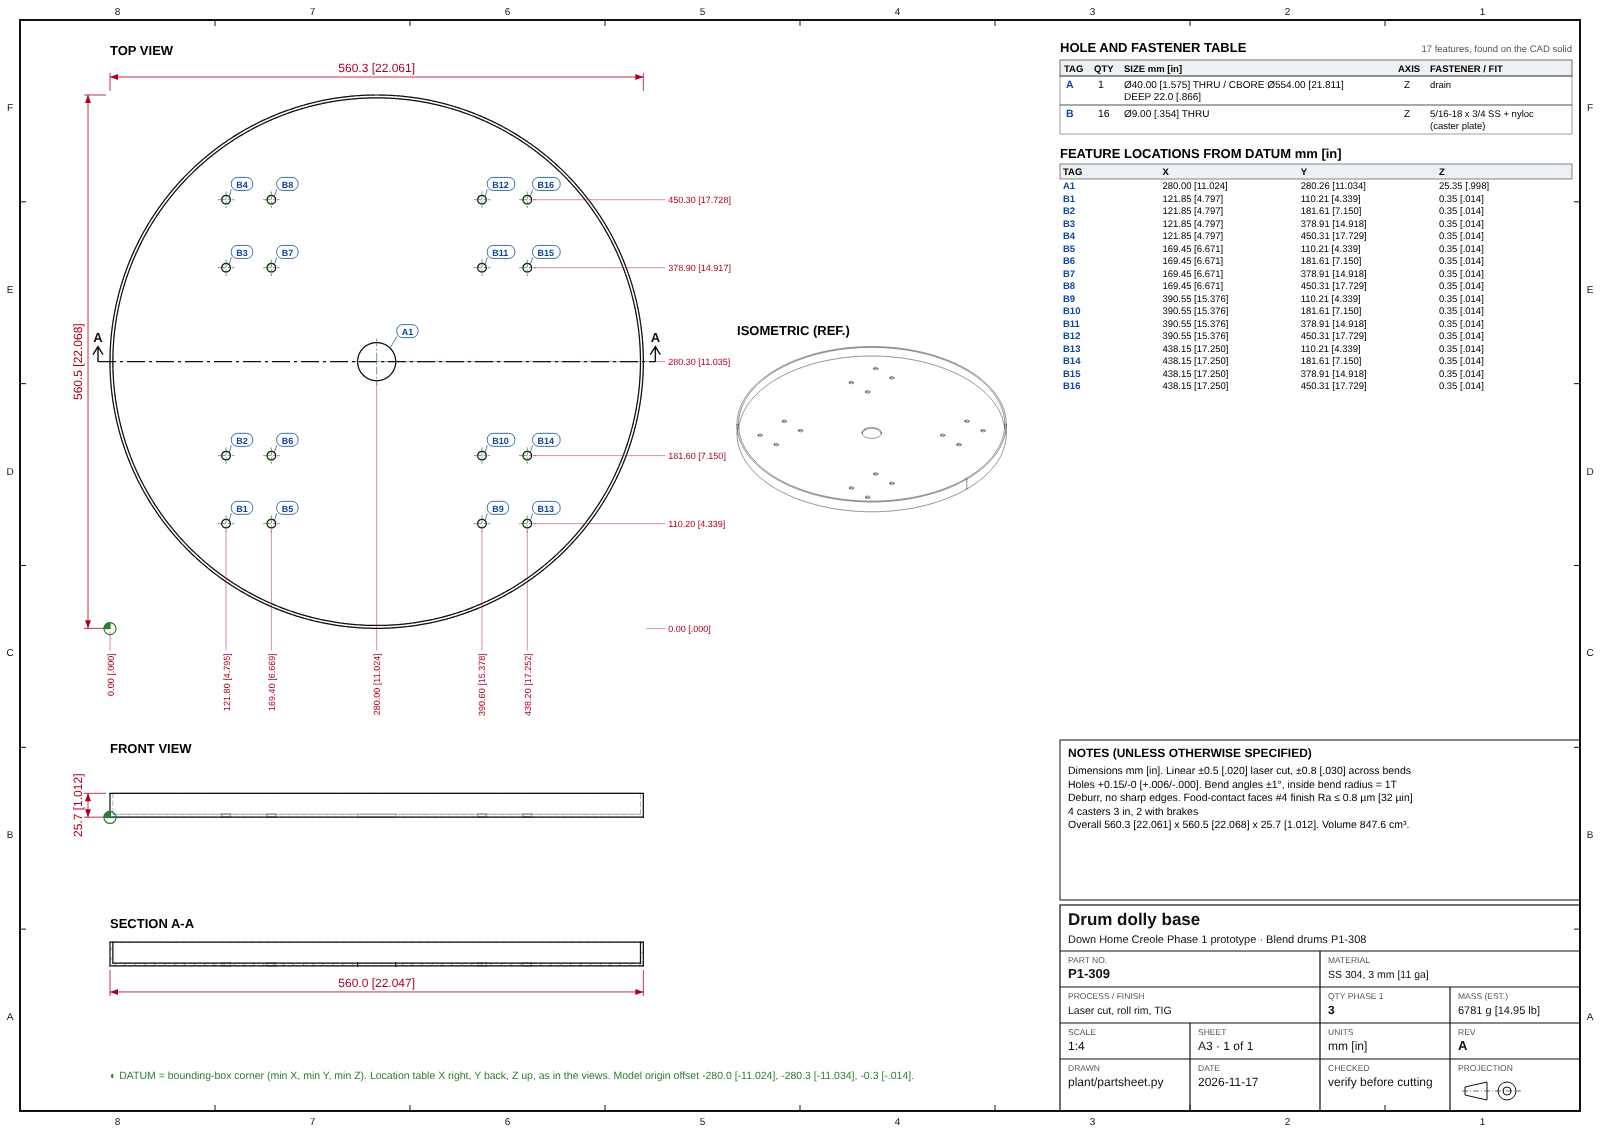 8 7 6 5 4 3 2 1
TOP VIEW
560.3 [22.061]
560.5 [22.068]
F
E
D
C
B
A
B4 B8 B12 B16
450.30 [17.728]
B3 B7 B11 B15
378.90 [14.917]
A1
A A
280.30 [11.035]
B2 B6 B10 B14
181.60 [7.150]
B1 B5 B9 B13
110.20 [4.339]
0.00 [.000]
0.00 [.000]
121.80 [4.795]
169.40 [6.669]
280.00 [11.024]
390.60 [15.378]
438.20 [17.252]
ISOMETRIC (REF.)
FRONT VIEW
25.7 [1.012]
SECTION A-A
560.0 [22.047]
DATUM = bounding-box corner (min X, min Y, min Z). Location table X right, Y back, Z up, as in the views. Model origin offset -280.0 [-11.024], -280.3 [-11.034], -0.3 [-.014].
HOLE AND FASTENER TABLE 17 features, found on the CAD solid
TAG QTY SIZE mm [in] AXIS FASTENER / FIT
A 1 Ø40.00 [1.575] THRU / CBORE Ø554.00 [21.811] Z drain
DEEP 22.0 [.866]
B 16 Ø9.00 [.354] THRU Z 5/16-18 x 3/4 SS + nyloc
(caster plate)
FEATURE LOCATIONS FROM DATUM mm [in]
TAG X Y Z
A1 280.00 [11.024] 280.26 [11.034] 25.35 [.998]
B1 121.85 [4.797] 110.21 [4.339] 0.35 [.014]
B2 121.85 [4.797] 181.61 [7.150] 0.35 [.014]
B3 121.85 [4.797] 378.91 [14.918] 0.35 [.014]
B4 121.85 [4.797] 450.31 [17.729] 0.35 [.014]
B5 169.45 [6.671] 110.21 [4.339] 0.35 [.014]
B6 169.45 [6.671] 181.61 [7.150] 0.35 [.014]
B7 169.45 [6.671] 378.91 [14.918] 0.35 [.014]
B8 169.45 [6.671] 450.31 [17.729] 0.35 [.014]
B9 390.55 [15.376] 110.21 [4.339] 0.35 [.014]
B10 390.55 [15.376] 181.61 [7.150] 0.35 [.014]
B11 390.55 [15.376] 378.91 [14.918] 0.35 [.014]
B12 390.55 [15.376] 450.31 [17.729] 0.35 [.014]
B13 438.15 [17.250] 110.21 [4.339] 0.35 [.014]
B14 438.15 [17.250] 181.61 [7.150] 0.35 [.014]
B15 438.15 [17.250] 378.91 [14.918] 0.35 [.014]
B16 438.15 [17.250] 450.31 [17.729] 0.35 [.014]
NOTES (UNLESS OTHERWISE SPECIFIED)
Dimensions mm [in]. Linear ±0.5 [.020] laser cut, ±0.8 [.030] across bends
Holes +0.15/-0 [+.006/-.000]. Bend angles ±1°, inside bend radius = 1T
Deburr, no sharp edges. Food-contact faces #4 finish Ra ≤ 0.8 µm [32 µin]
4 casters 3 in, 2 with brakes
Overall 560.3 [22.061] x 560.5 [22.068] x 25.7 [1.012]. Volume 847.6 cm³.
Drum dolly base
Down Home Creole Phase 1 prototype · Blend drums P1-308
PART NO. MATERIAL
P1-309 SS 304, 3 mm [11 ga]
PROCESS / FINISH QTY PHASE 1 MASS (EST.)
Laser cut, roll rim, TIG 3 6781 g [14.95 lb]
SCALE SHEET UNITS REV
1:4 A3 · 1 of 1 mm [in] A
DRAWN DATE CHECKED PROJECTION
plant/partsheet.py 2026-11-17 verify before cutting
F
E
D
C
B
A
8 7 6 5 4 3 2 1